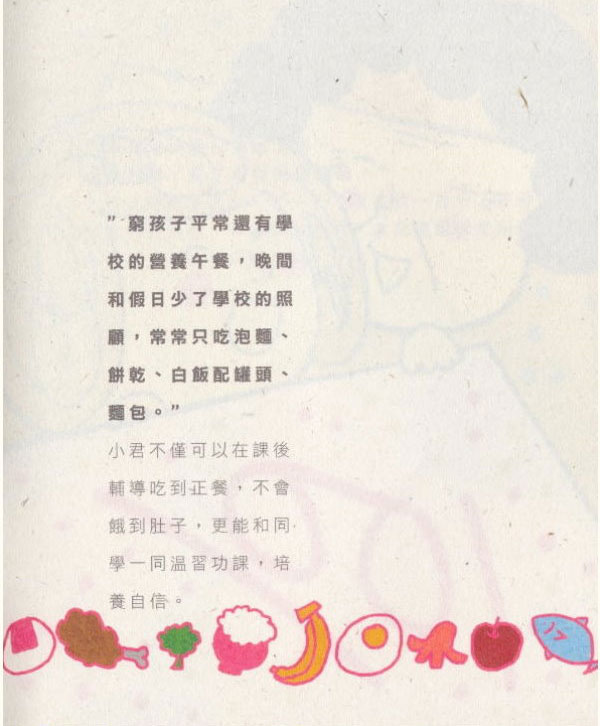 ”窮孩子平常還有學
校的營養午餐，晚間
和假日少了學校的照
顧，常常只吃泡麵、
餅乾、白飯配罐頭、
麵包。”
小君不僅可以在課後
輔導吃到正餐，不會
餓到肚子，更能和同
學一同温習功課，培
養自信。